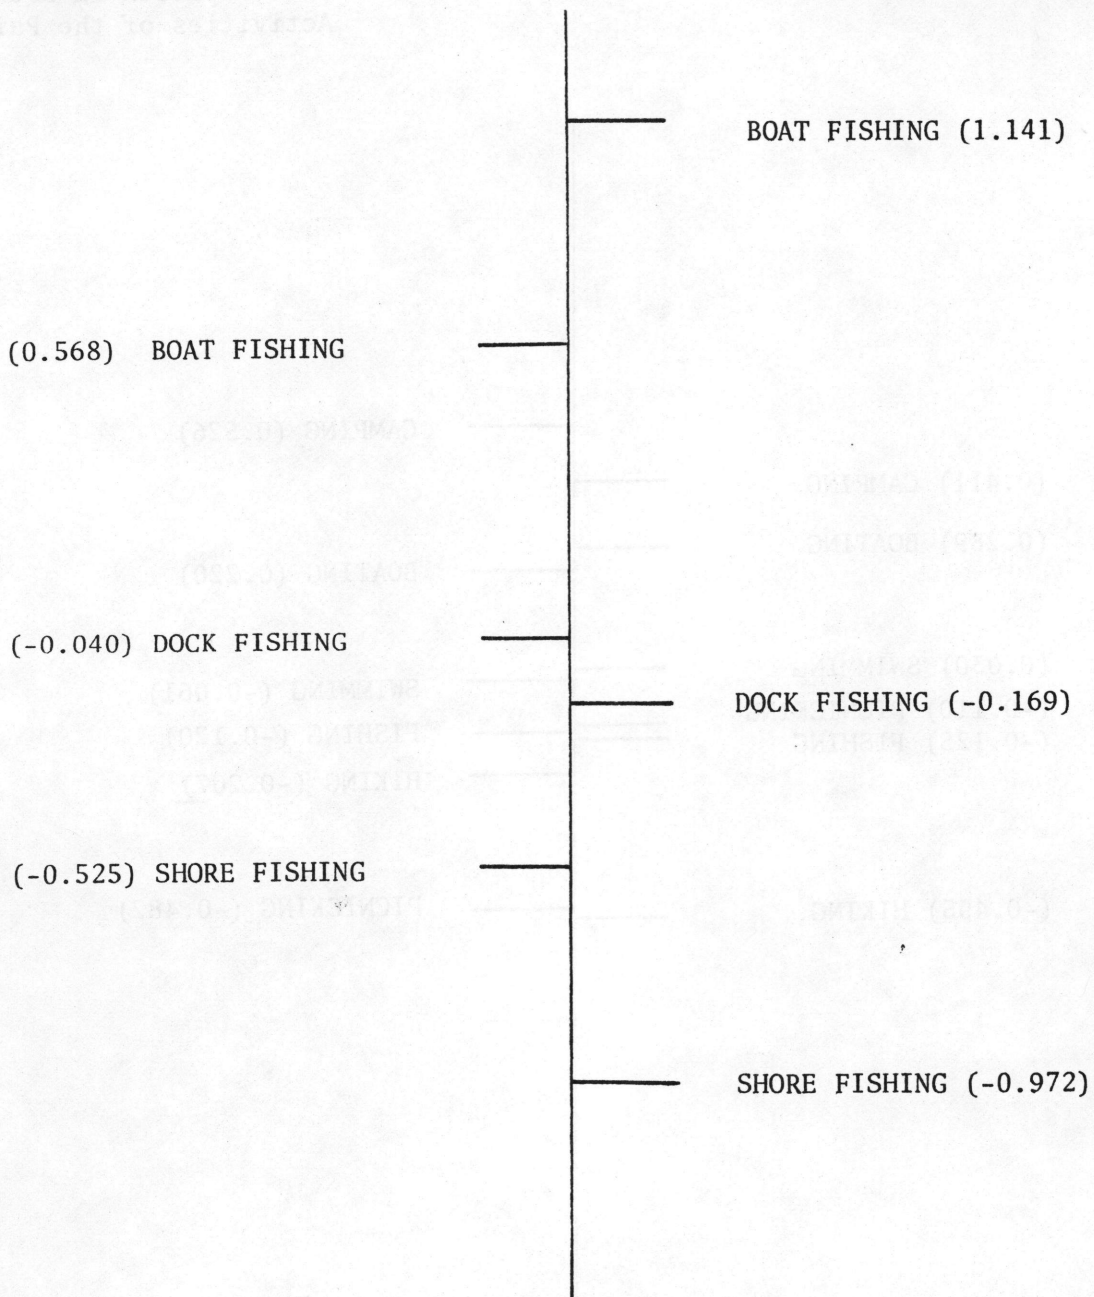 BOAT FISHING (1.141)
(0.568) BOAT FISHING
(-0.040) DOCK FISHING
DOCK FISHING (-0.169)
(-0.525) SHORE FISHING
SHORE FISHING (-0.972)